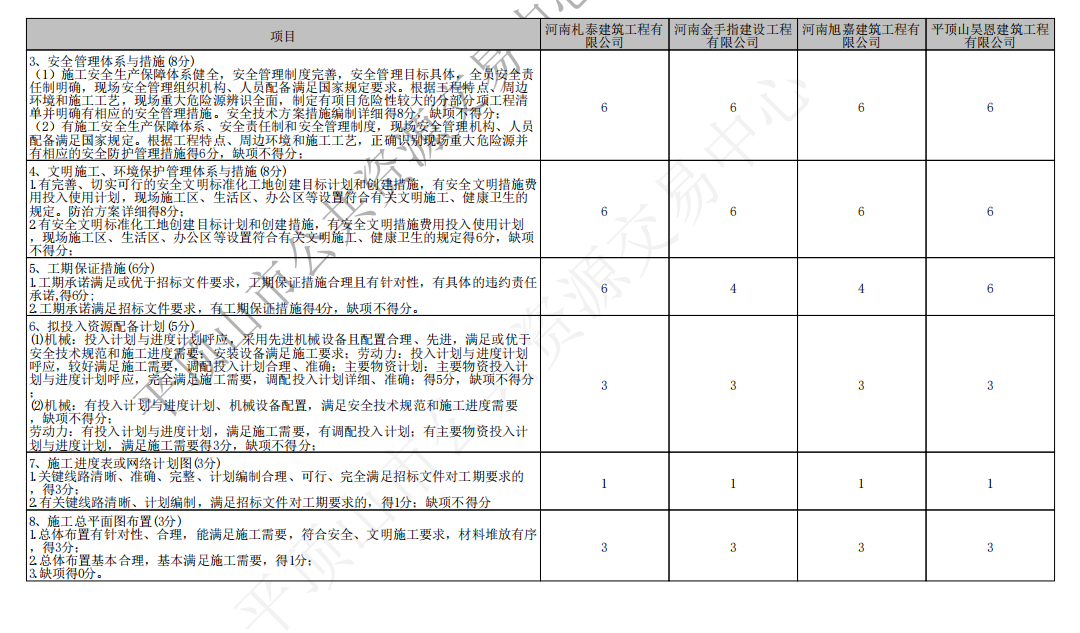 项目
河南札泰建筑工程有
限公司
河南金手指建设工程
有限公司
河南旭嘉建筑工程有
限公司
平顶山昊恩建筑工程
有限公司
3、安全管理体系与措施(8分)
（1）施工安全生产保障体系健全，安全管理制度完善，安全管理目标具体，全员安全责
任制明确，现场安全管理组织机构、人员配备满足国家规定要求。根据工程特点、周边
环境和施工工艺，现场重大危险源辨识全面，制定有项目危险性较大的分部分项工程清
单并明确有相应的安全管理措施。安全技术方案措施编制详细得8分；缺项不得分；
（2）有施工安全生产保障体系、安全责任制和安全管理制度，现场安全管理机构、人员
配备满足国家规定。根据工程特点、周边环境和施工工艺，正确识别现场重大危险源并
有相应的安全防护管理措施得6分，缺项不得分；
6 6 6 6
4、文明施工、环境保护管理体系与措施(8分)
1.有完善、切实可行的安全文明标准化工地创建目标计划和创建措施，有安全文明措施费
用投入使用计划，现场施工区、生活区、办公区等设置符合有关文明施工、健康卫生的
规定。防治方案详细得8分；
2.有安全文明标准化工地创建目标计划和创建措施，有安全文明措施费用投入使用计划
，现场施工区、生活区、办公区等设置符合有关文明施工、健康卫生的规定得6分，缺项
不得分；
6 6 6 6
5、工期保证措施(6分)
1.工期承诺满足或优于招标文件要求，工期保证措施合理且有针对性，有具体的违约责任
承诺,得6分;
2.工期承诺满足招标文件要求，有工期保证措施得4分，缺项不得分。
6 4 4 6
6、拟投入资源配备计划(5分)
(1)机械：投入计划与进度计划呼应，采用先进机械设备且配置合理、先进，满足或优于
安全技术规范和施工进度需要；安装设备满足施工要求；劳动力：投入计划与进度计划
呼应，较好满足施工需要，调配投入计划合理、准确；主要物资计划：主要物资投入计
划与进度计划呼应，完全满足施工需要，调配投入计划详细、准确；得5分，缺项不得分
；
(2)机械：有投入计划与进度计划、机械设备配置，满足安全技术规范和施工进度需要
，缺项不得分；
劳动力：有投入计划与进度计划，满足施工需要，有调配投入计划；有主要物资投入计
划与进度计划，满足施工需要得3分，缺项不得分；
3 3 3 3
7、施工进度表或网络计划图(3分)
1.关键线路清晰、准确、完整、计划编制合理、可行、完全满足招标文件对工期要求的
，得3分；
2.有关键线路清晰、计划编制，满足招标文件对工期要求的，得1分；缺项不得分
1 1 1 1
8、施工总平面图布置(3分)
1.总体布置有针对性、合理，能满足施工需要，符合安全、文明施工要求，材料堆放有序
，得3分；
2.总体布置基本合理，基本满足施工需要，得1分；
3.缺项得0分。
3 3 3 3
平顶山市公共资源交易中心
平顶山市公共资源交易中心